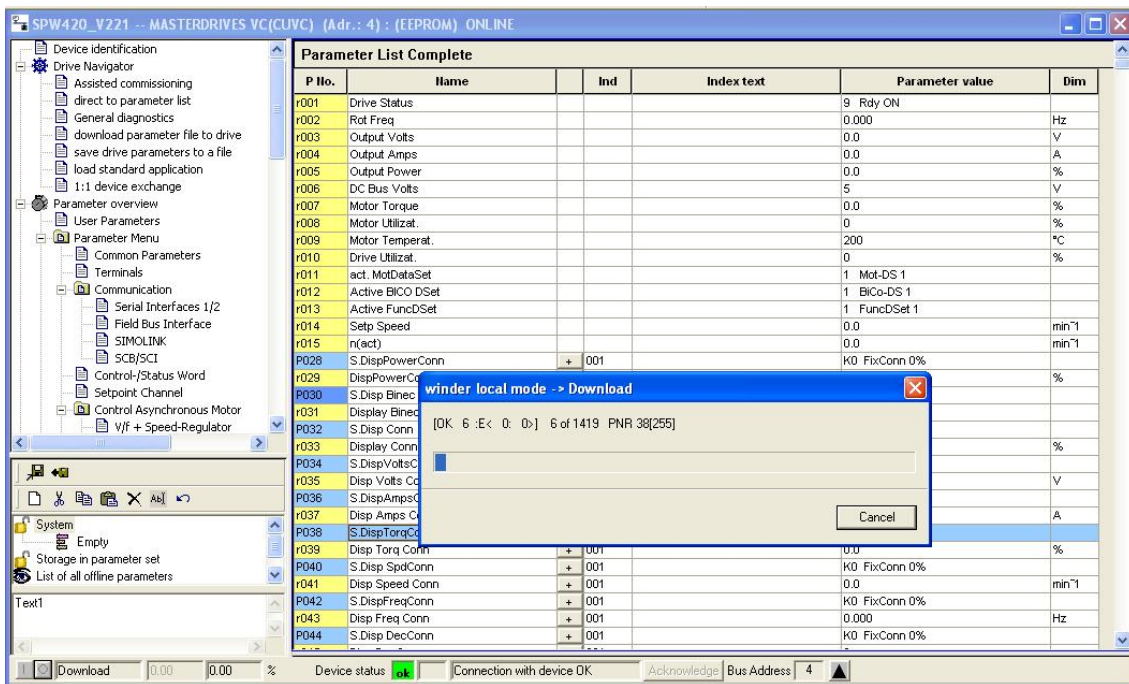 SPW420_V221 -- MASTERDRIVES VC(CUVC) (Adr.: 4) : (EEPROM) ONLINE
Device identification
Drive Navigator
Assisted commissioning
direct to parameter list
General diagnostics
download parameter file to drive
save drive parameters to a file
load standard application
1:1 device exchange
Parameter overview
User Parameters
Parameter Menu
Common Parameters
Terminals
Communication
Serial Interfaces 1/2
Field Bus Interface
SIMOLINK
SCB/SCI
Control-/Status Word
Setpoint Channel
Control Asynchronous Motor
V/f + Speed-Regulator
System
Empty
Storage in parameter set
List of all offline parameters
Text1
Parameter List Complete
P No. Name Ind Index text Parameter value Dim
r001 Drive Status 9 Rdy ON
r002 Rot Freq 0.000 Hz
r003 Output Volts 0.0 V
r004 Output Amps 0.0 A
r005 Output Power 0.0 %
r006 DC Bus Volts 5 V
r007 Motor Torque 0.0 %
r008 Motor Utilizat. 0 %
r009 Motor Temperat. 200 °C
r010 Drive Utilizat. 0 %
r011 act. MotDataSet 1 Mot-DS 1
r012 Active BICO DSet 1 BiCo-DS 1
r013 Active FuncDSet 1 FuncDSet 1
r014 Setp Speed 0.0 min~1
r015 n(act) 0.0 min~1
P028 S.DispPowerConn + 001 K0 FixConn 0%
r029 DispPowerCo %
P030 S.Disp Binec
r031 Display Binec
P032 S.Disp Conn
r033 Display Conn %
P034 S.DispVoltsC
r035 Disp Volts Co V
P036 S.DispAmpsC
r037 Disp Amps Co A
P038 S.DispTorqCo
r039 Disp Torq Conn + 001 0.0 %
P040 S.Disp SpdConn + 001 K0 FixConn 0%
r041 Disp Speed Conn + 001 0.0 min~1
P042 S.DispFreqConn + 001 K0 FixConn 0%
r043 Disp Freq Conn + 001 0.000 Hz
P044 S.Disp DecConn + 001 K0 FixConn 0%
winder local mode -> Download
[OK 6 :E< 0: 0>] 6 of 1419 PNR 38[255]
Cancel
Download 0.00 0.00 % Device status ok Connection with device OK Acknowledge Bus Address 4